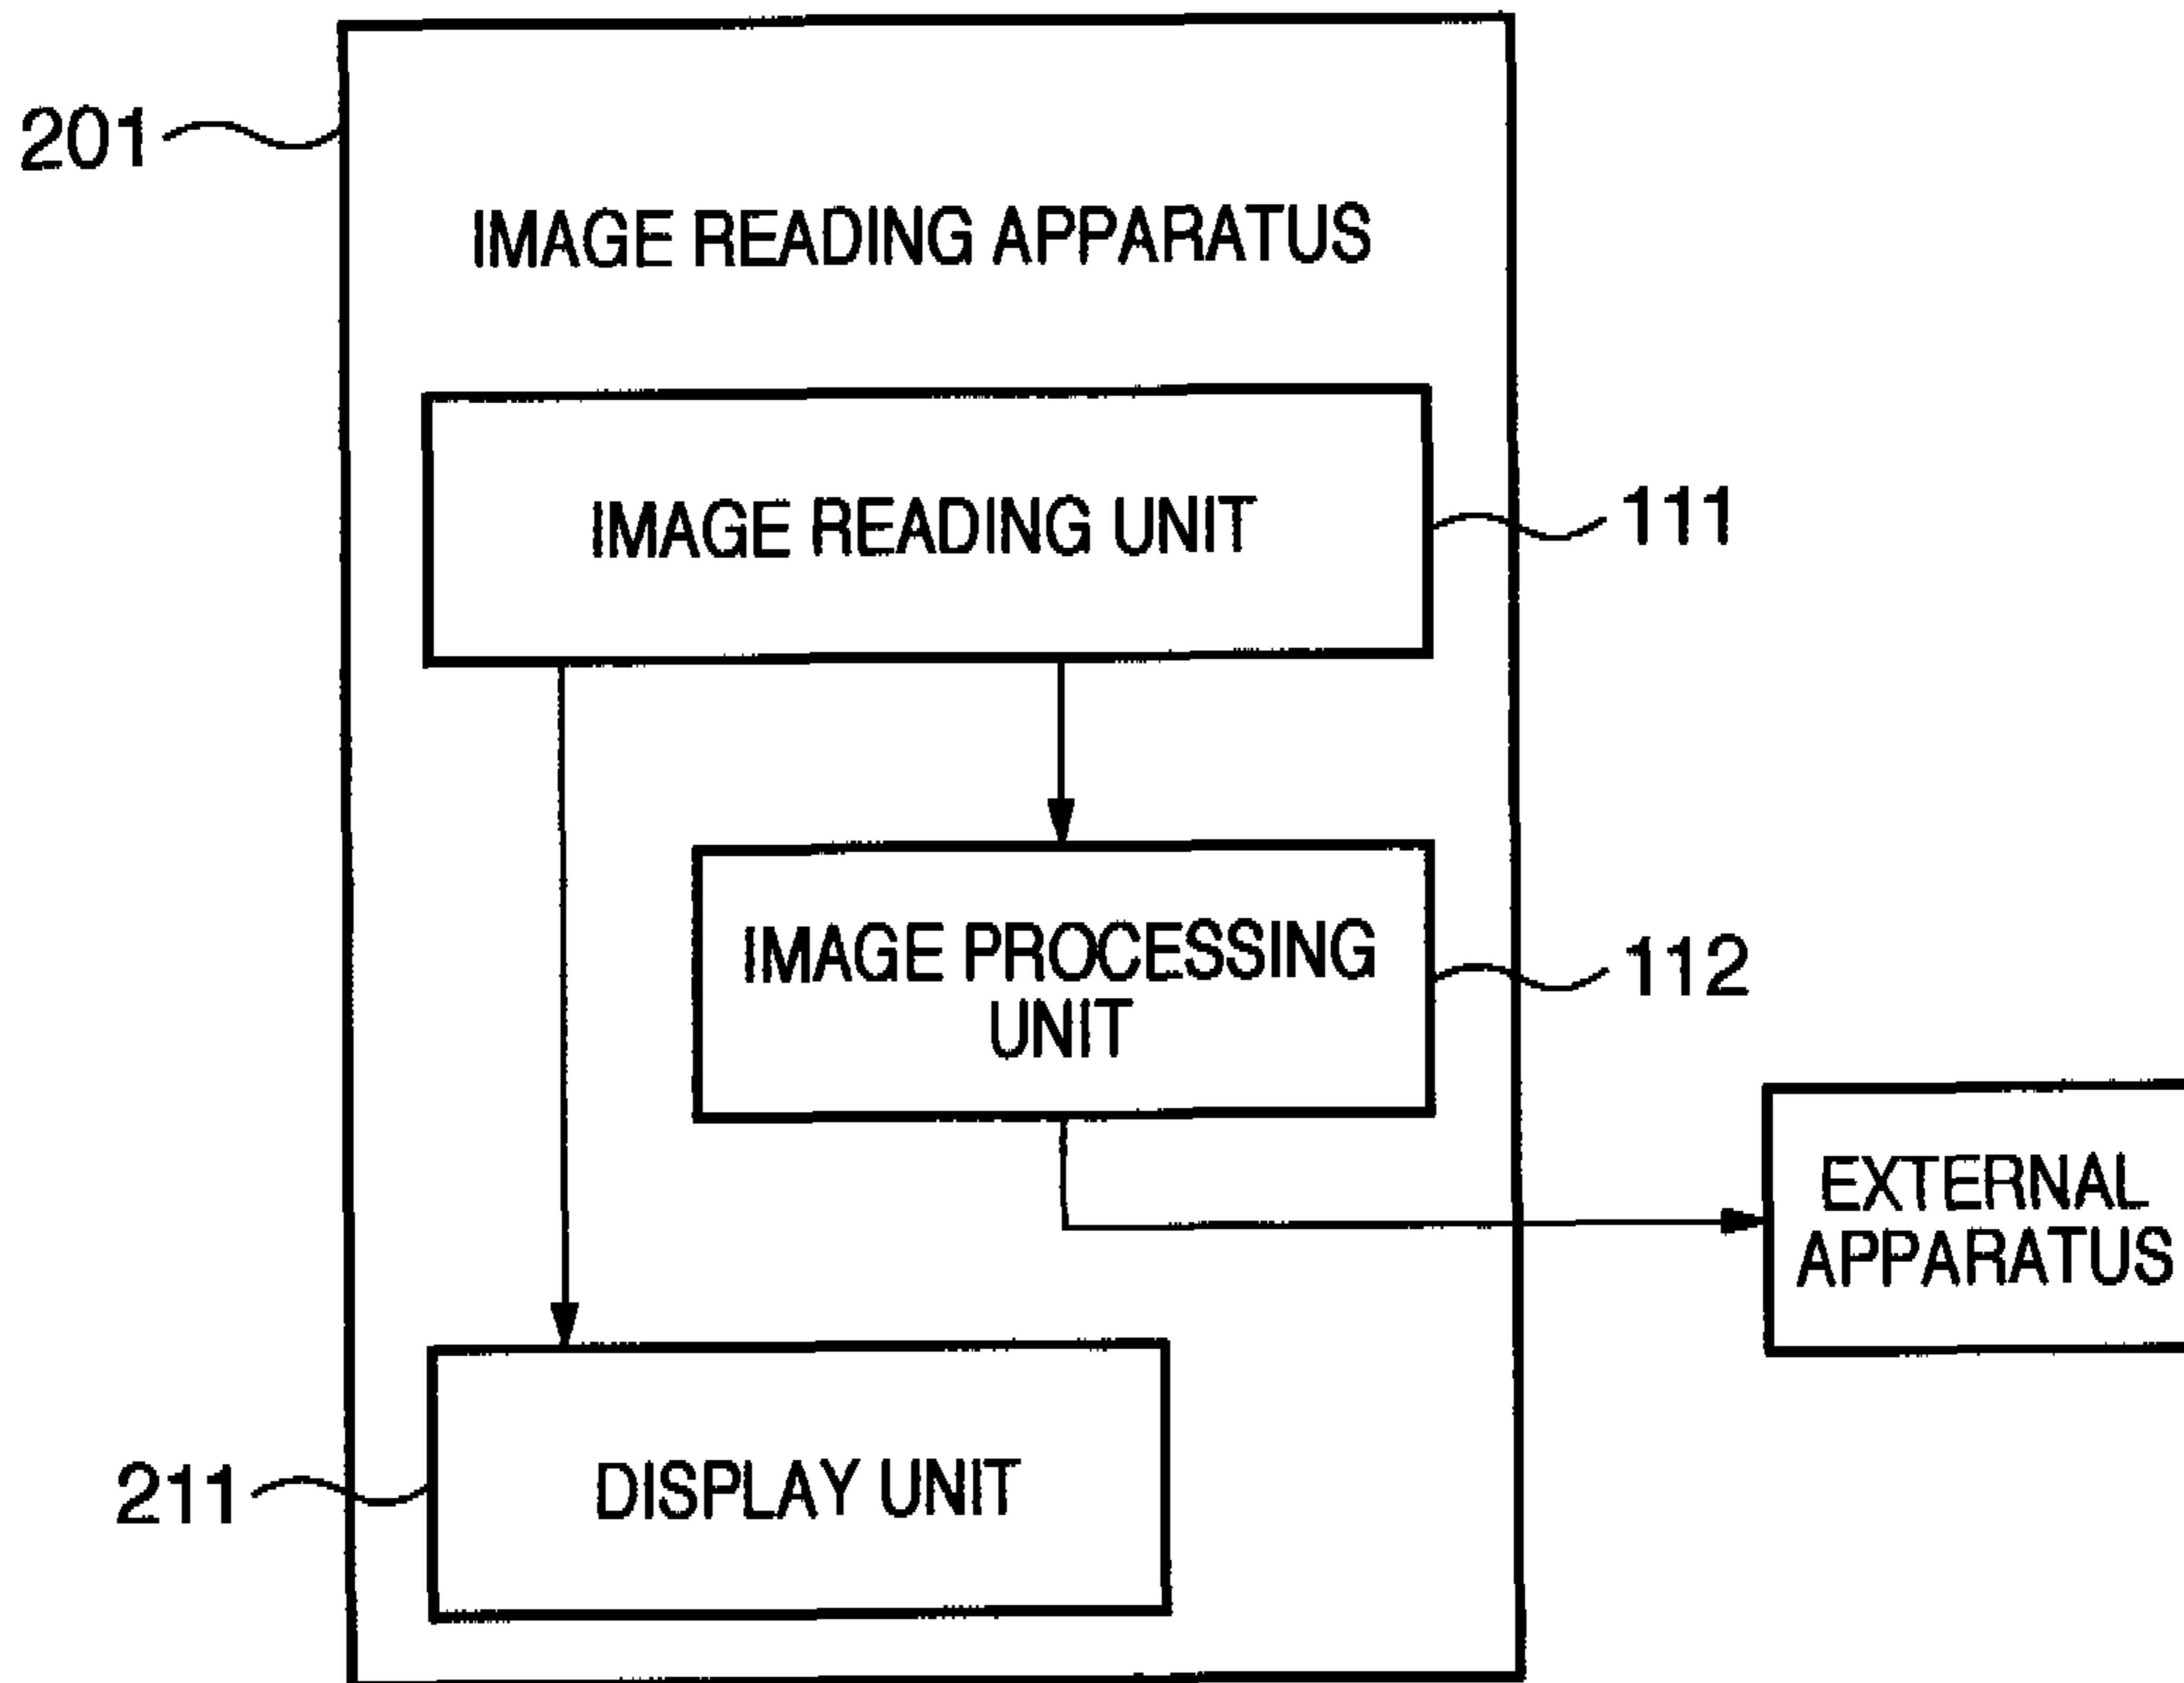 201
IMAGE READING APPARATUS
IMAGE READING UNIT
111
IMAGE PROCESSING
UNIT
112
EXTERNAL
APPARATUS
211
DISPLAY UNIT